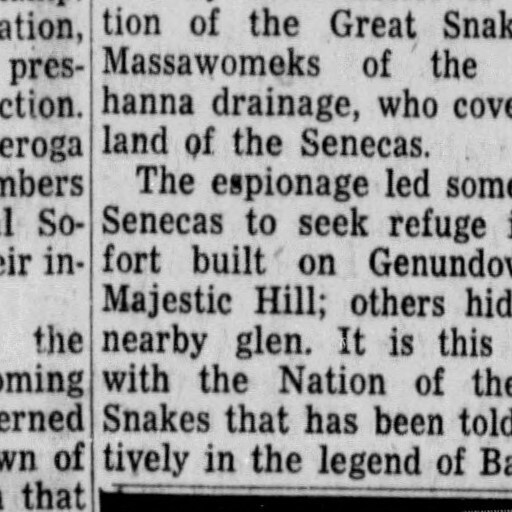 ation,
pres-
ction.
eroga
mbers
l So-
eir in-
the
oming
erned
wn of
that
tion of the Great Snak
Massawomeks of the
hanna drainage, who cove
land of the Senecas.
The espionage led some
Senecas to seek refuge
fort built on Genundov
Majestic Hill; others hid
nearby glen. It is this
with the Nation of the
Snakes that has been told
tively in the legend of Ba